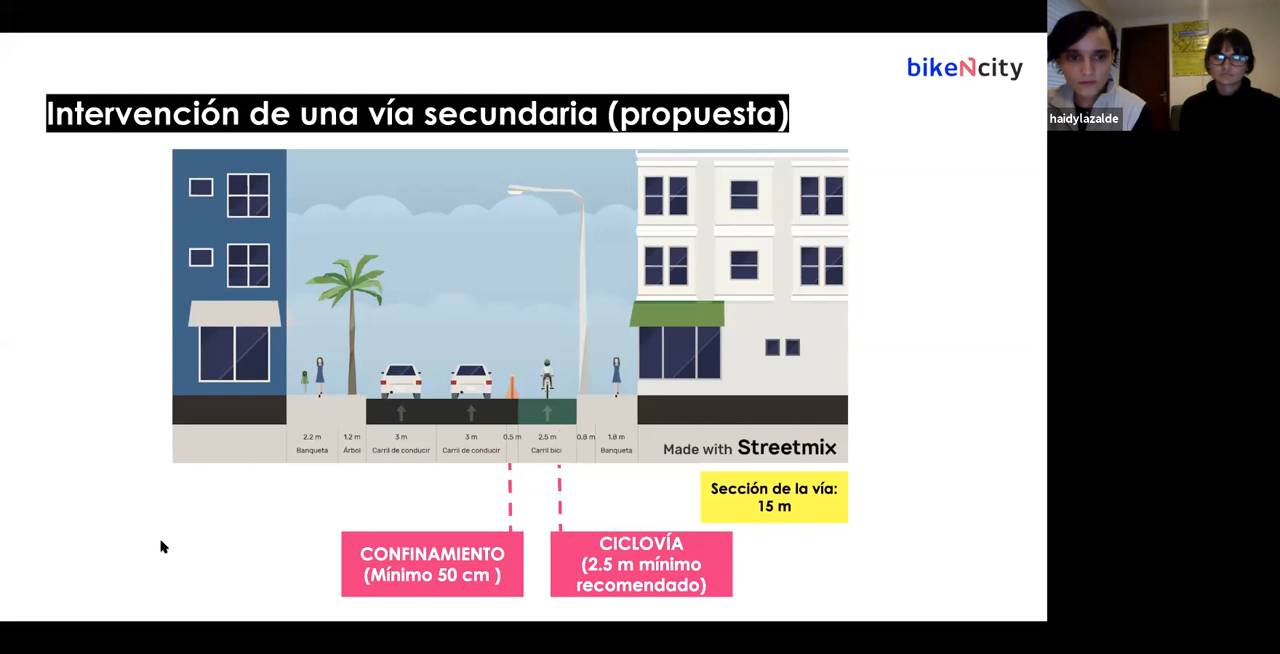 bikeNcity
haidylazalde
Intervención de una vía secundaria (propuesta)
2.2 m
1.2 m
3 m
3 m
0.5 m
2.5 m
0.8 m
1.8 m
Banqueta
Árbol
Carril de conducir
Carril de conducir
Carril bici
Banqueta
Made with Streetmix
Sección de la vía:
15 m
CONFINAMIENTO
(Mínimo 50 cm )
CICLOVÍA
(2.5 m mínimo
recomendado)